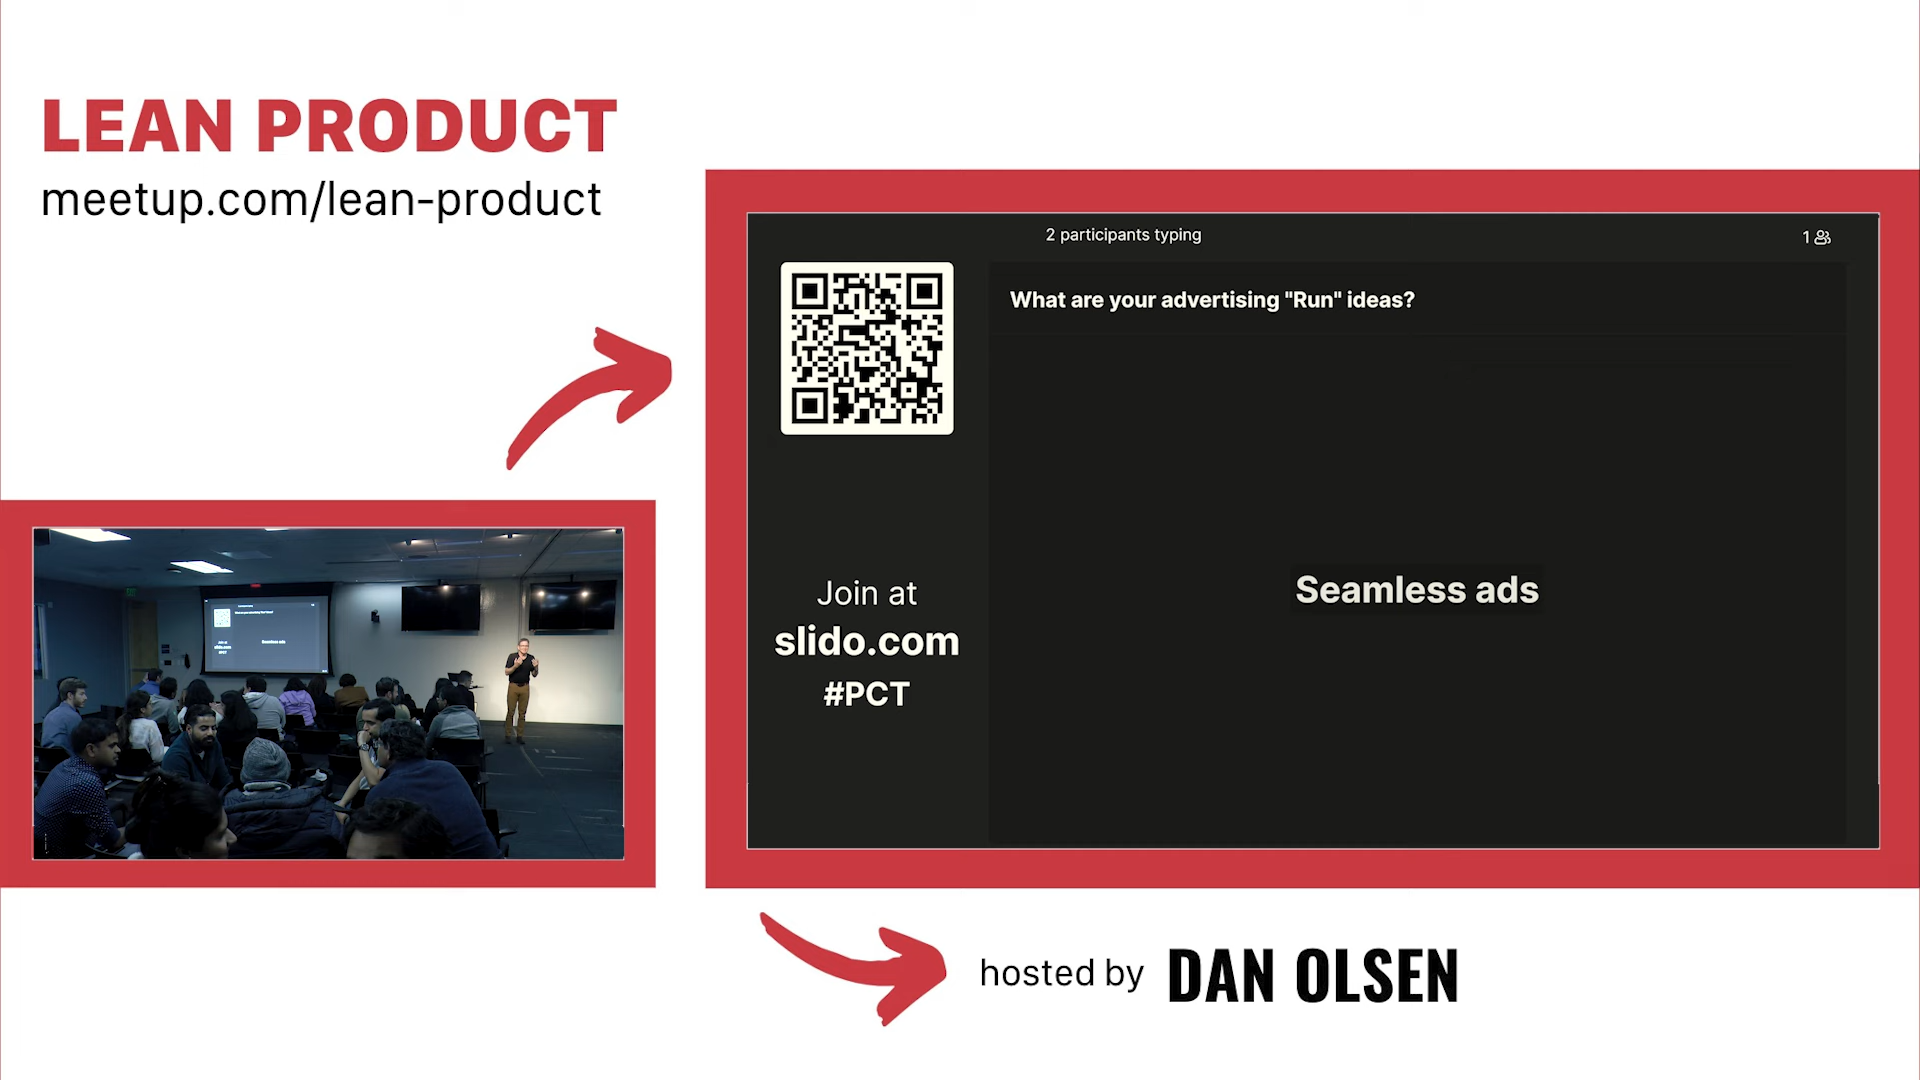 LEAN PRODUCT
meetup.com/lean-product
2 participants typing
1
What are your advertising "Run" ideas?
Seamless ads
Join at
slido.com
#PCT
hosted by DAN OLSEN